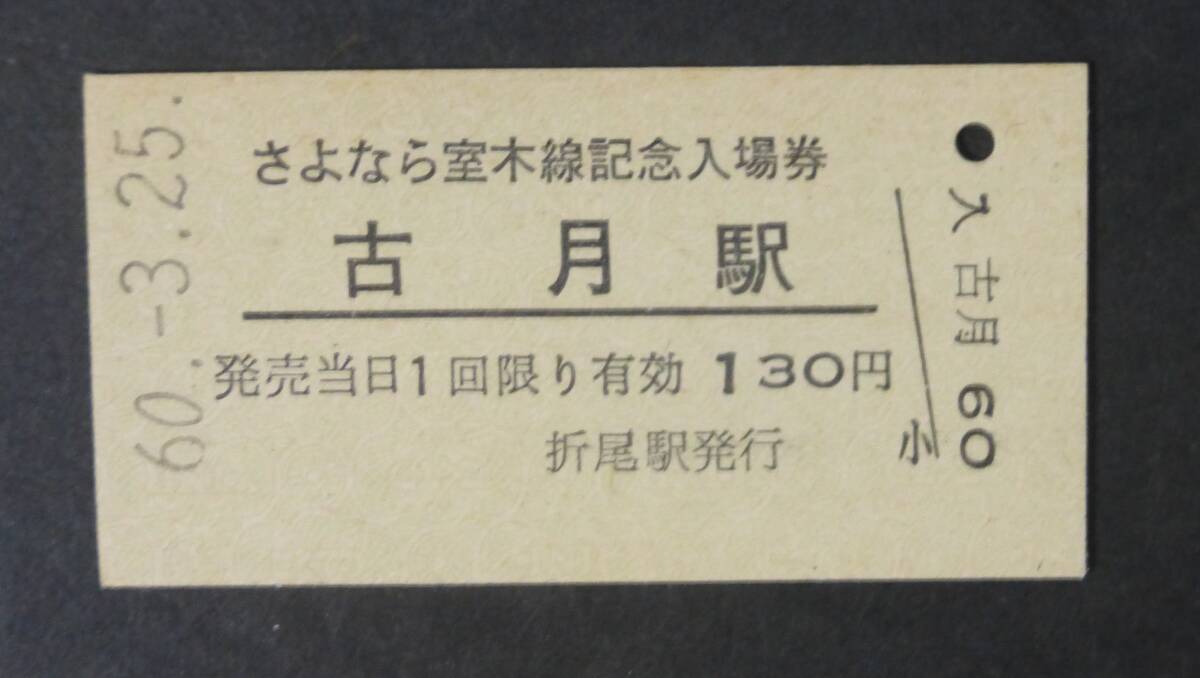 60.-3.25.
さよなら室木線記念入場券
古月駅
発売当日1回限り有効 130円
折尾駅発行
小
入 古月 60